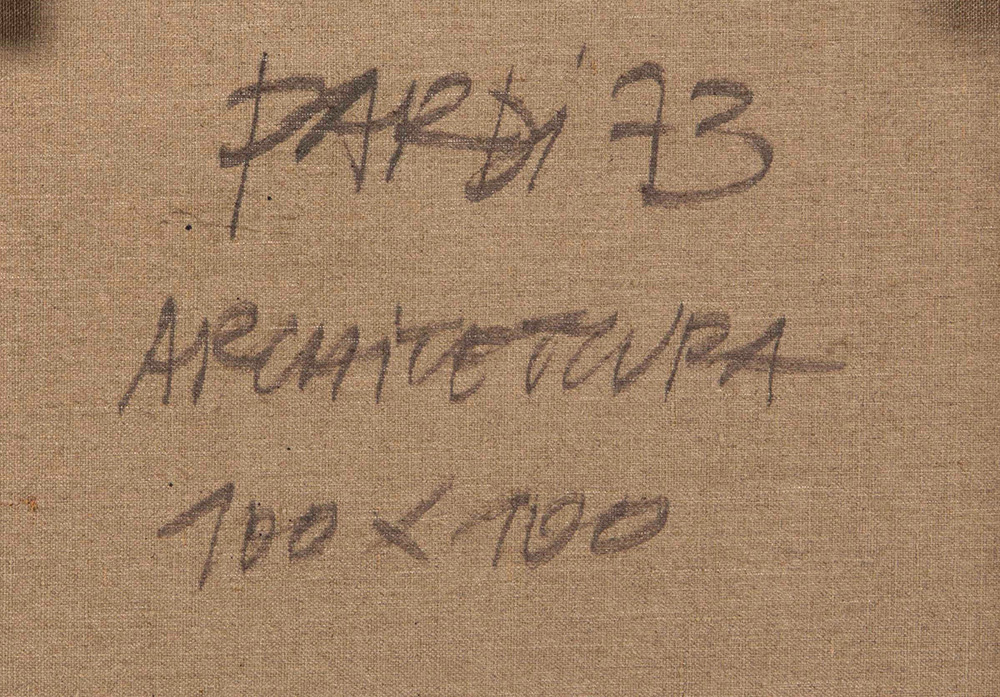 PARDI '73
ARCHITETTURA
100 x 100